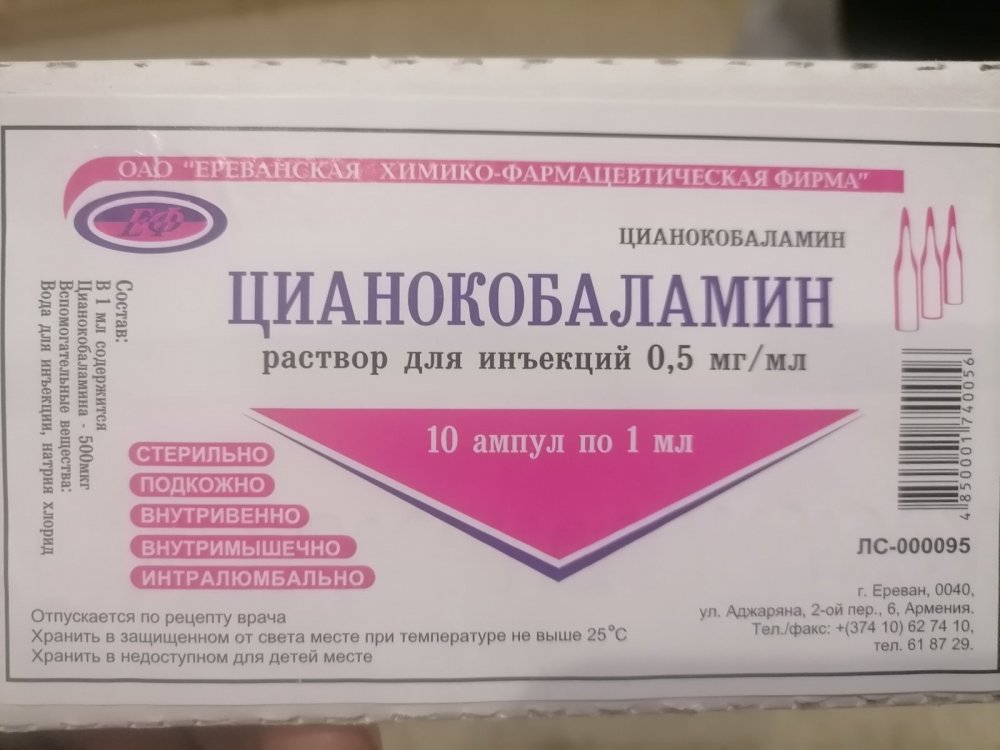 ОАО "ЕРЕВАНСКАЯ ХИМИКО-ФАРМАЦЕВТИЧЕСКАЯ ФИРМА"
ЕФ
ЦИАНОКОБАЛАМИН
ЦИАНОКОБАЛАМИН
раствор для инъекций 0,5 мг/мл
Состав:
В 1 мл содержится
Цианокобаламина - 500мкг
Вспомогательные вещества:
Вода для инъекции, натрия хлорид
10 ампул по 1 мл
СТЕРИЛЬНО
ПОДКОЖНО
ВНУТРИВЕННО
ВНУТРИМЫШЕЧНО
ИНТРАЛЮМБАЛЬНО
4 850001 740056
ЛС-000095
Отпускается по рецепту врача
Хранить в защищенном от света месте при температуре не выше 25°С
Хранить в недоступном для детей месте
г. Ереван, 0040,
ул. Аджаряна, 2-ой пер., 6, Армения.
Тел./факс: +(374 10) 62 74 10,
тел. 61 87 29.